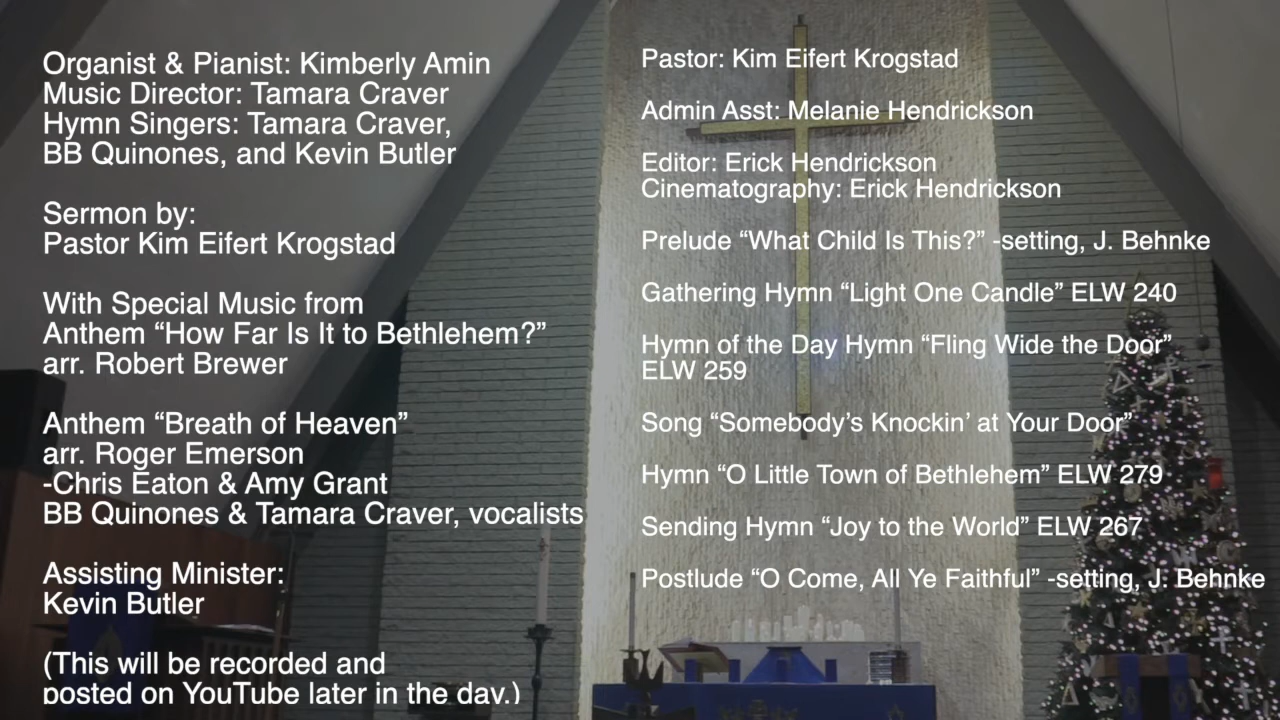 Organist & Pianist: Kimberly Amin
Music Director: Tamara Craver
Hymn Singers: Tamara Craver,
BB Quinones, and Kevin Butler
Sermon by:
Pastor Kim Eifert Krogstad
With Special Music from
Anthem “How Far Is It to Bethlehem?”
arr. Robert Brewer
Anthem “Breath of Heaven”
arr. Roger Emerson
-Chris Eaton & Amy Grant
BB Quinones & Tamara Craver, vocalists
Assisting Minister:
Kevin Butler
(This will be recorded and
posted on YouTube later in the day.)
Pastor: Kim Eifert Krogstad
Admin Asst: Melanie Hendrickson
Editor: Erick Hendrickson
Cinematography: Erick Hendrickson
Prelude “What Child Is This?” -setting, J. Behnke
Gathering Hymn “Light One Candle” ELW 240
Hymn of the Day Hymn “Fling Wide the Door”
ELW 259
Song “Somebody’s Knockin’ at Your Door”
Hymn “O Little Town of Bethlehem” ELW 279
Sending Hymn “Joy to the World” ELW 267
Postlude “O Come, All Ye Faithful” -setting, J. Behnke